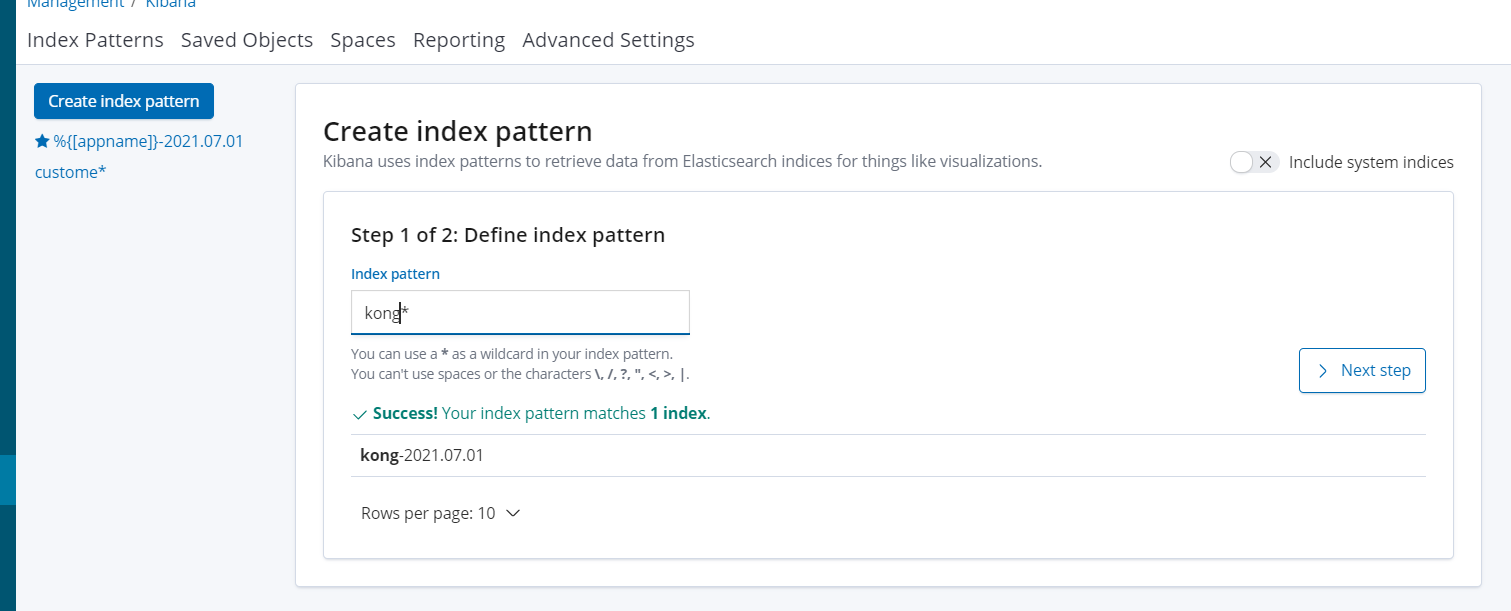 Management / Kibana
Index Patterns Saved Objects Spaces Reporting Advanced Settings
Create index pattern
%{[appname]}-2021.07.01
custome*
Create index pattern
Kibana uses index patterns to retrieve data from Elasticsearch indices for things like visualizations.
Include system indices
Step 1 of 2: Define index pattern
Index pattern
kong*
You can use a * as a wildcard in your index pattern.
You can't use spaces or the characters \, /, ?, ", <, >, |.
Next step
Success! Your index pattern matches 1 index.
kong-2021.07.01
Rows per page: 10